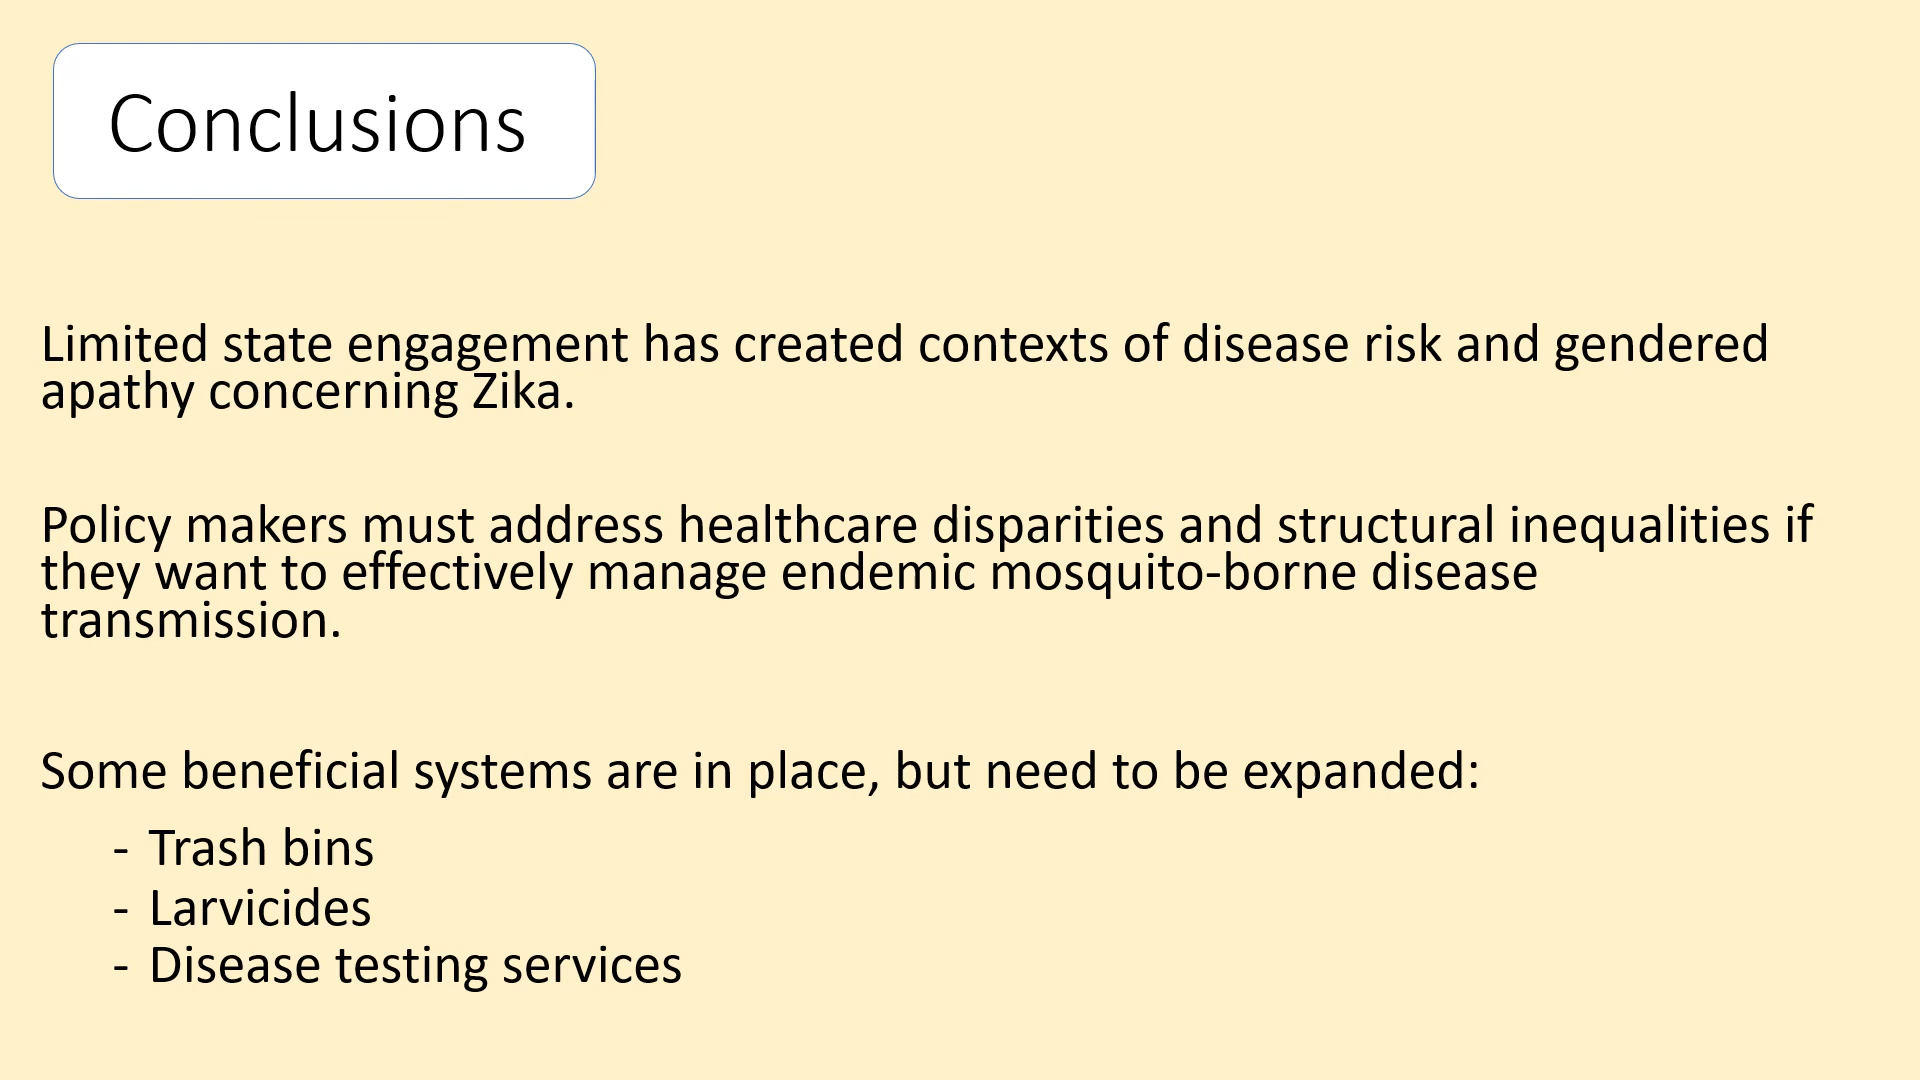 Conclusions
Limited state engagement has created contexts of disease risk and gendered
apathy concerning Zika.
Policy makers must address healthcare disparities and structural inequalities if
they want to effectively manage endemic mosquito-borne disease
transmission.
Some beneficial systems are in place, but need to be expanded:
- Trash bins
- Larvicides
- Disease testing services